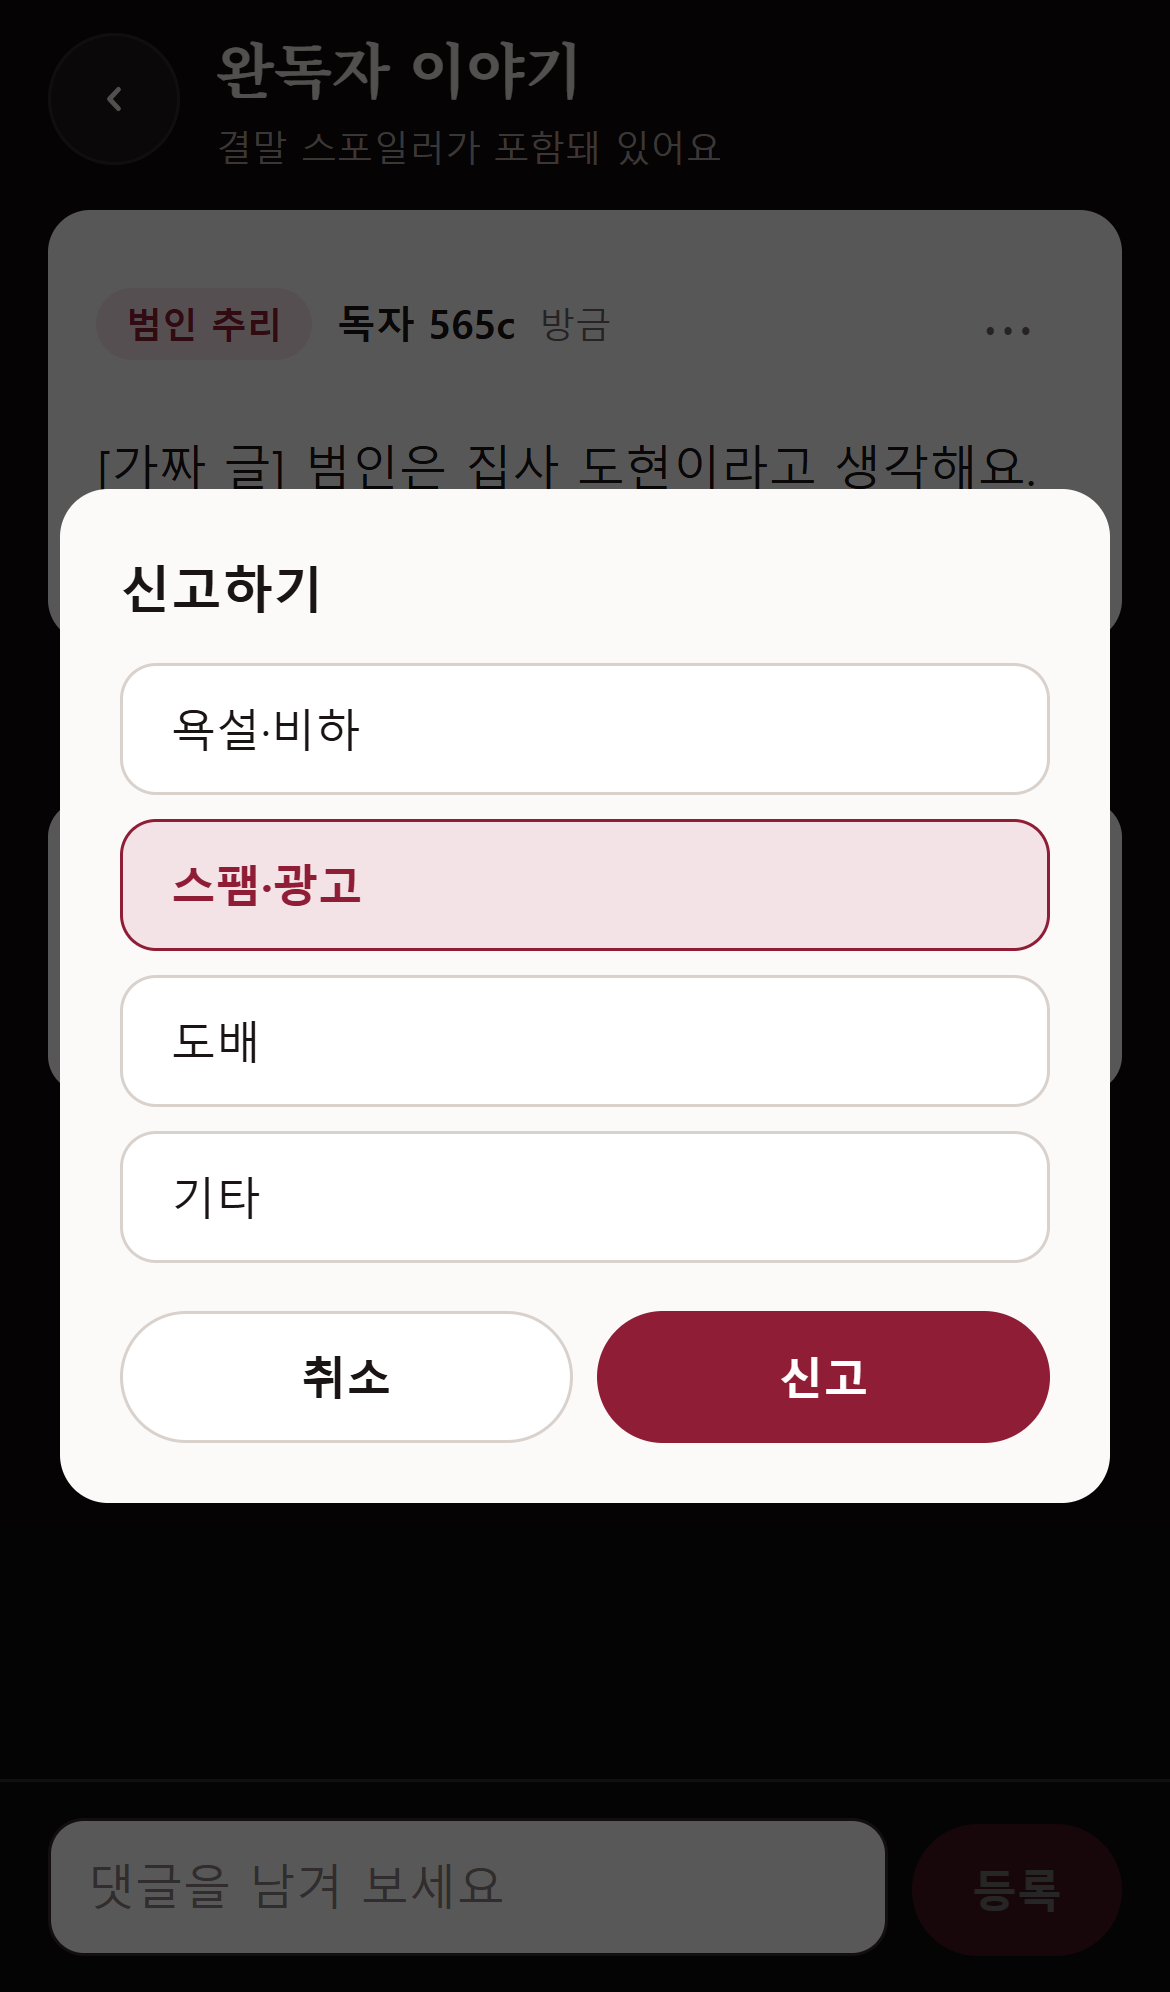 완독자 이야기
결말 스포일러가 포함돼 있어요
범인 추리 독자 565c 방금 ...
[가짜 글] 범인은 집사 도현이라고 생각해요.
신고하기
욕설·비하
스팸·광고
도배
기타
취소 신고
댓글을 남겨 보세요 등록